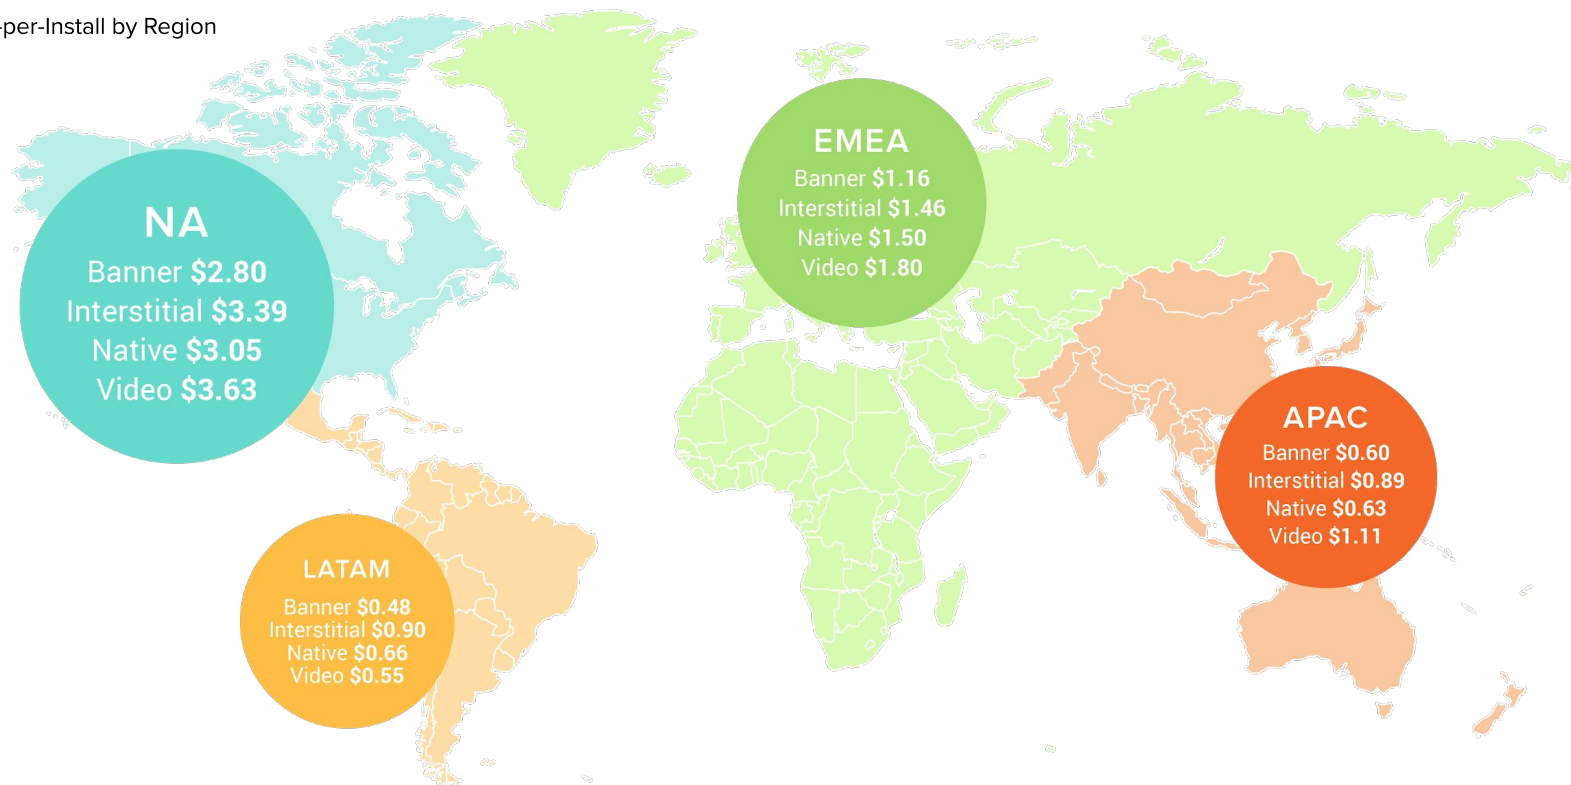 -per-Install by Region
NA
Banner $2.80
Interstitial $3.39
Native $3.05
Video $3.63
EMEA
Banner $1.16
Interstitial $1.46
Native $1.50
Video $1.80
APAC
Banner $0.60
Interstitial $0.89
Native $0.63
Video $1.11
LATAM
Banner $0.48
Interstitial $0.90
Native $0.66
Video $0.55